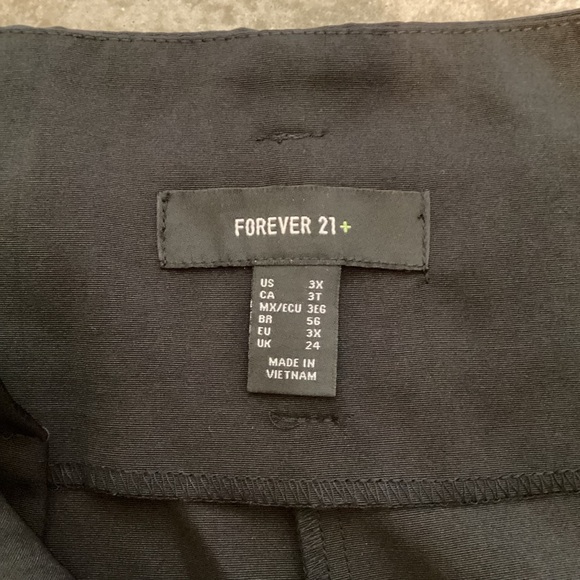 FOREVER 21+
US 3X
CA 3T
MX/ECU 3EG
BR 56
EU 3X
UK 24
MADE IN
VIETNAM